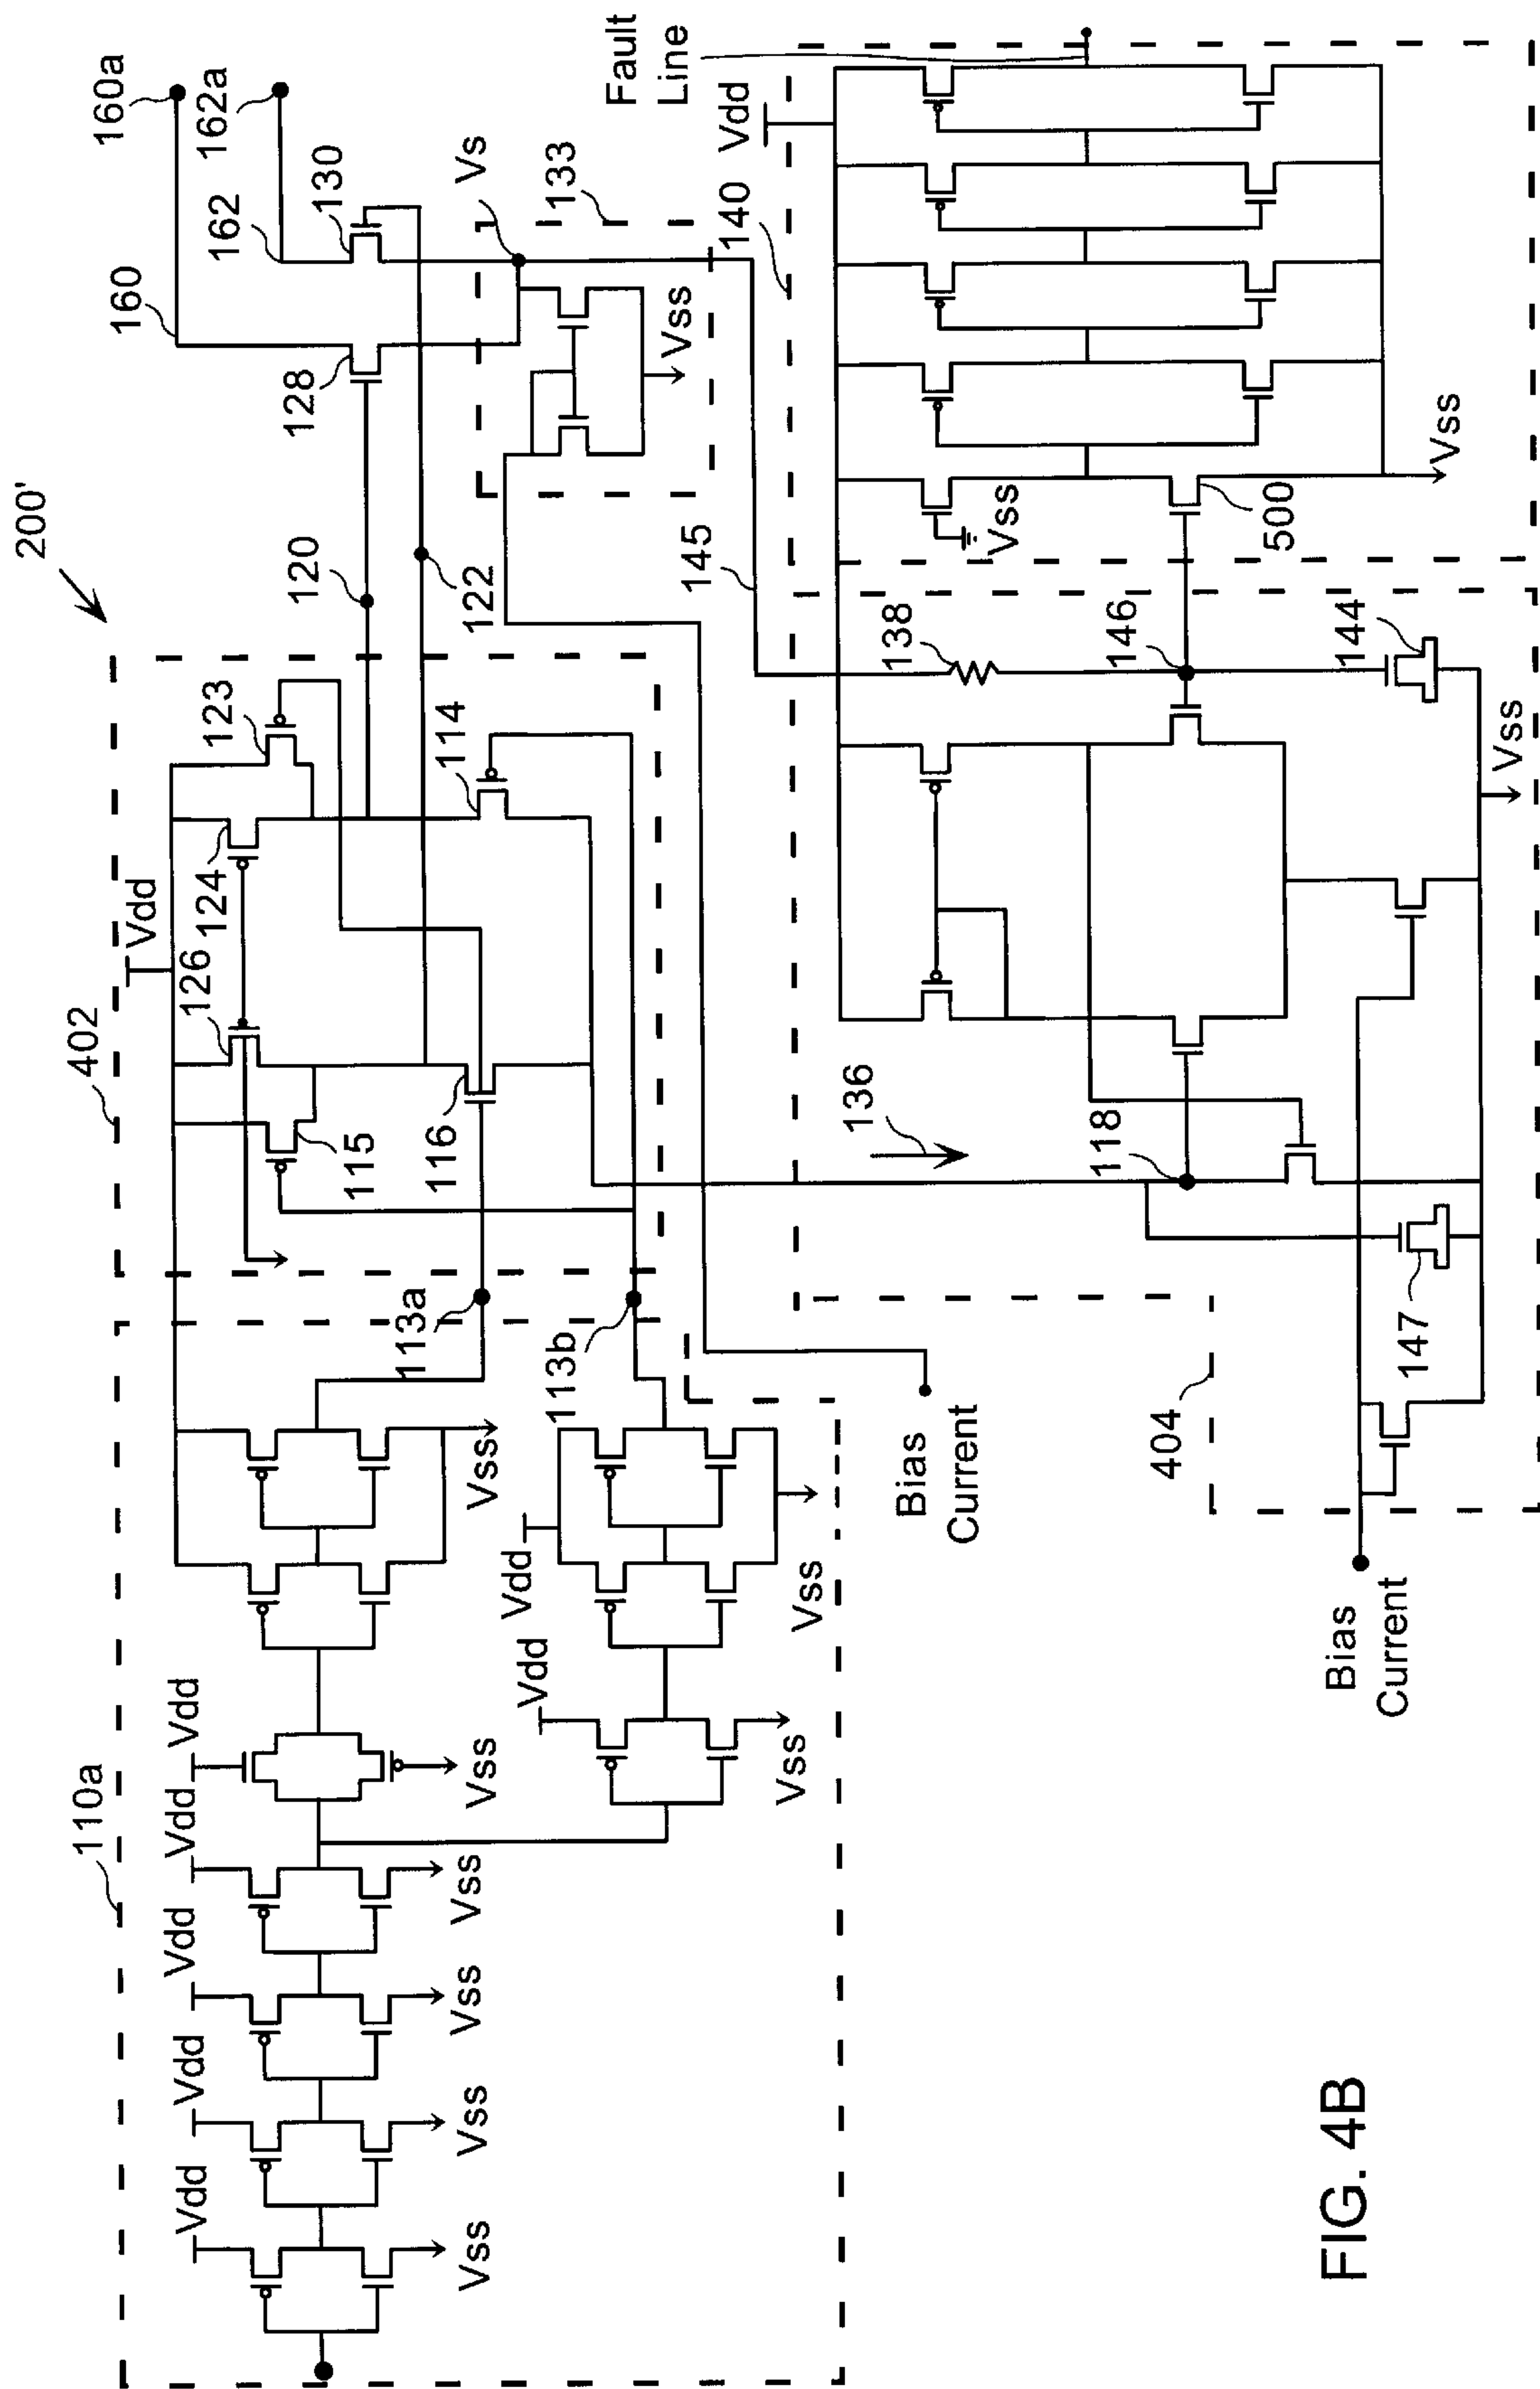 200'
160a
162a
160
162
130
128
120
122
Vs
133
Vss
Fault
Line
402
Vdd
123
124
126
114
115
116
113a
113b
110a
Vdd
Vdd
Vdd
Vdd
Vdd
Vdd
Vss
Vss
Vss
Vss
Vss
Vss
Vdd
Vdd
Vss
Vss
Bias
Current
145
140
Vdd
Vss
500
Vss
138
146
144
Vss
136
118
147
404
Bias
Current
FIG. 4B